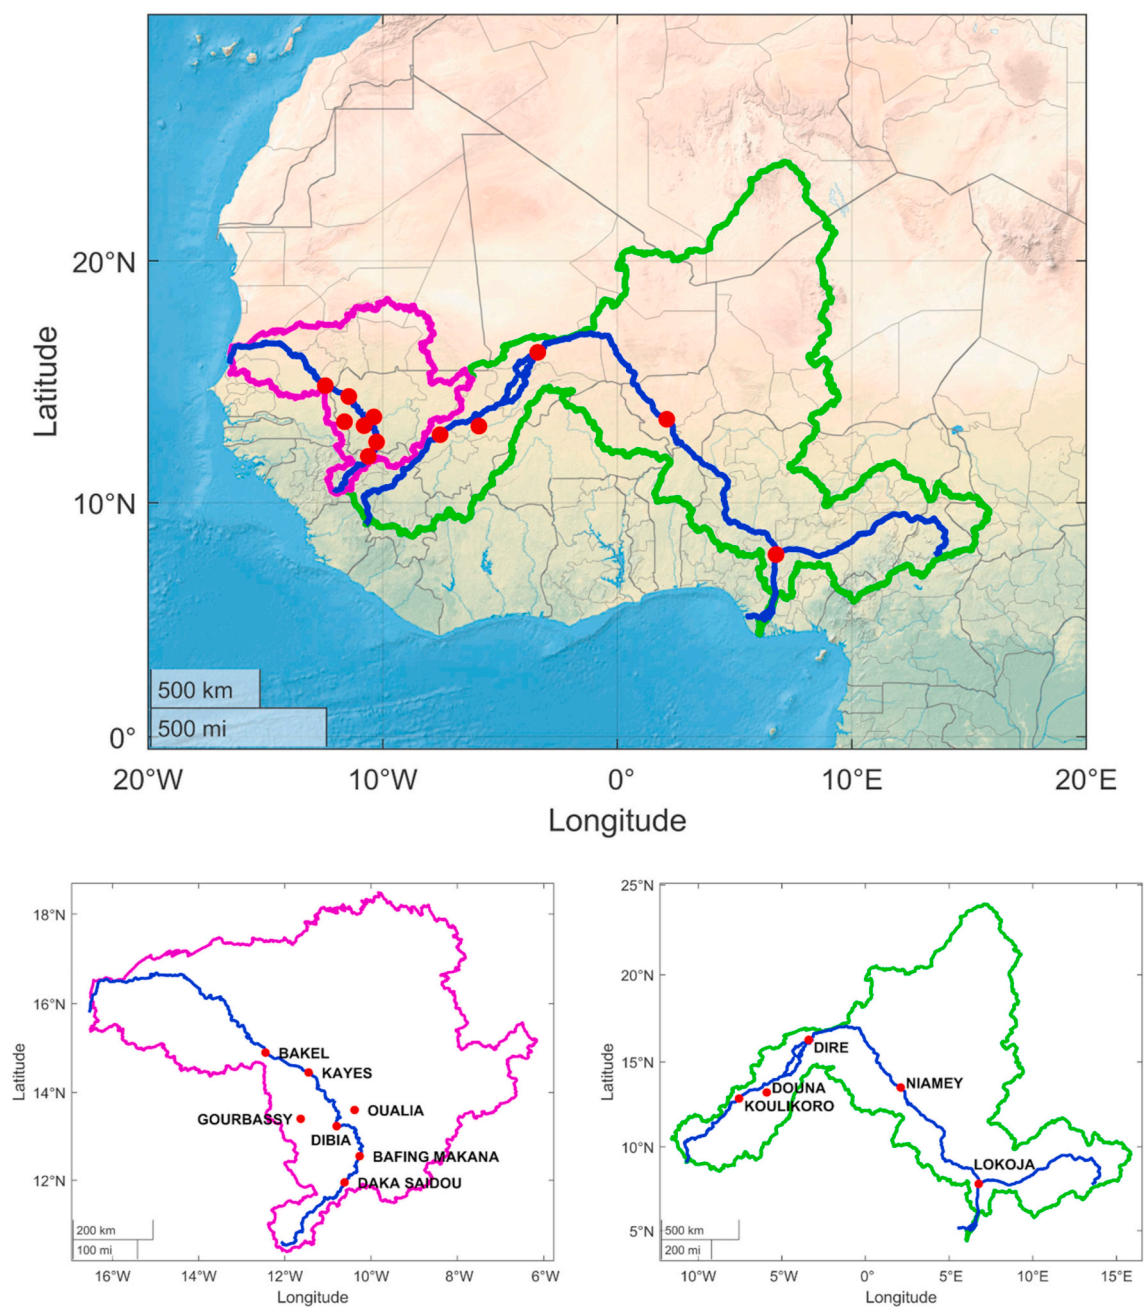 20°N
10°N
0°
Latitude
500 km
500 mi
20°W 10°W 0° 10°E 20°E
Longitude
18°N
16°N
14°N
12°N
Latitude
BAKEL
KAYES
OUALIA
GOURBASSY
DIBIA
BAFING MAKANA
DAKA SAIDOU
200 km
100 mi
16°W 14°W 12°W 10°W 8°W 6°W
Longitude
25°N
20°N
15°N
10°N
5°N
Latitude
DIRE
DOUNA
NIAMEY
KOULIKORO
LOKOJA
500 km
200 mi
10°W 5°W 0° 5°E 10°E 15°E
Longitude